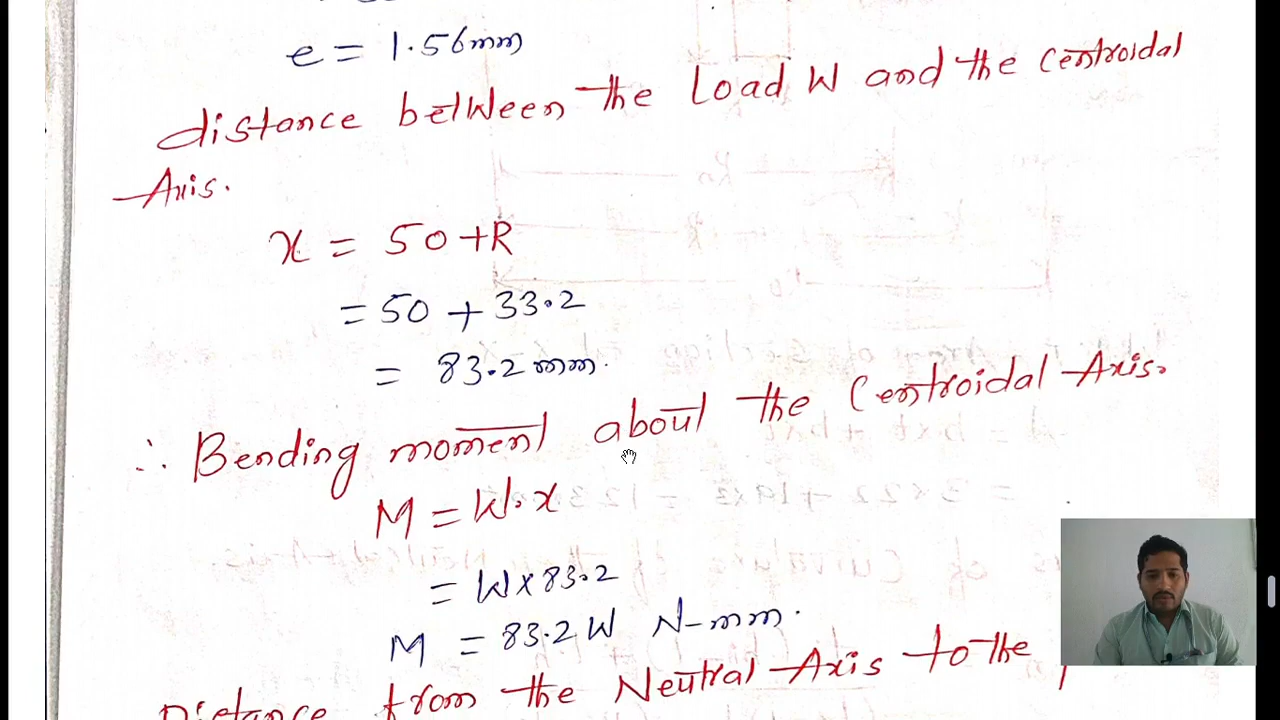 e = 1.56mm
distance between the Load W and the centroidal
Axis.
x = 50+R
= 50 + 33.2
= 83.2 mm.
∴ Bending moment about the Centroidal Axis.
M = W.x
= W×83.2
M = 83.2 W N-mm.
Distance from the Neutral Axis to the